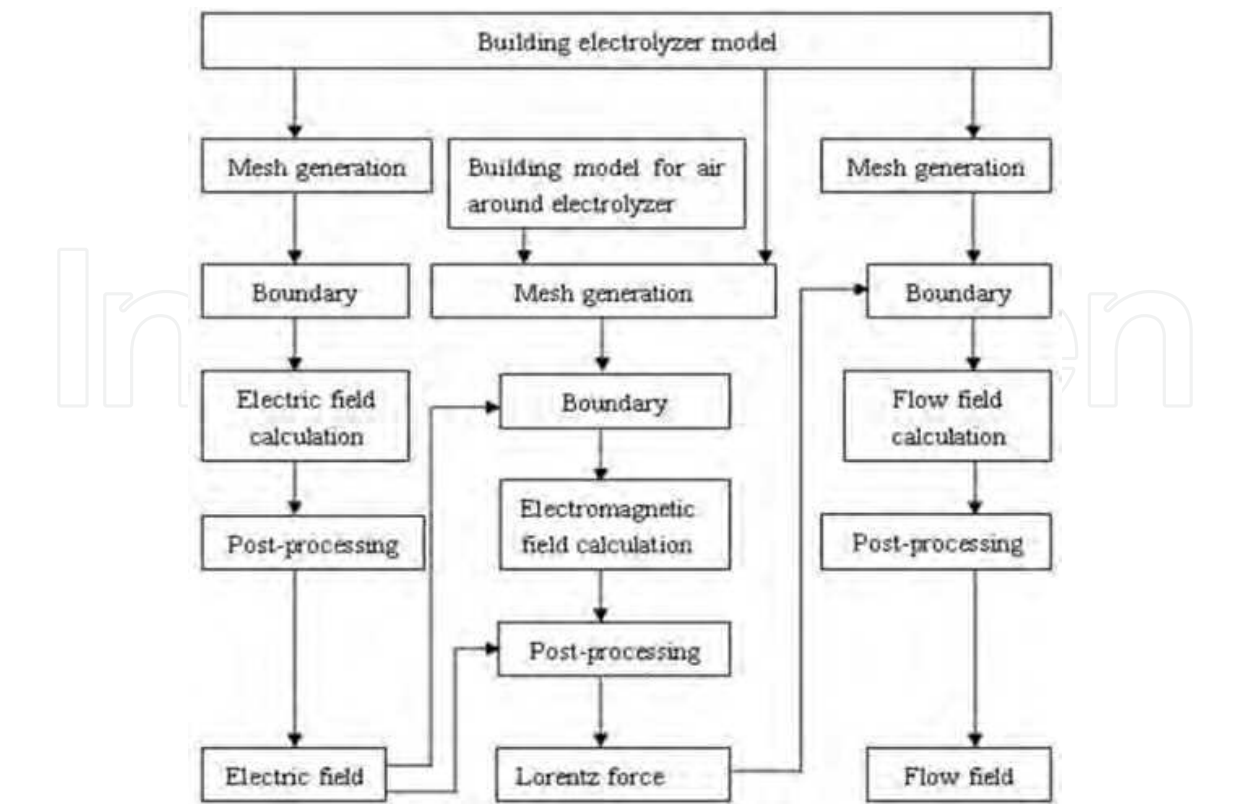 Building electrolyzer model
Mesh generation
Building model for air
around electrolyzer
Mesh generation
Boundary
Mesh generation
Boundary
Electric field
calculation
Boundary
Flow field
calculation
Electromagnetic
field calculation
Post-processing
Post-processing
Post-processing
Electric field
Lorentz force
Flow field